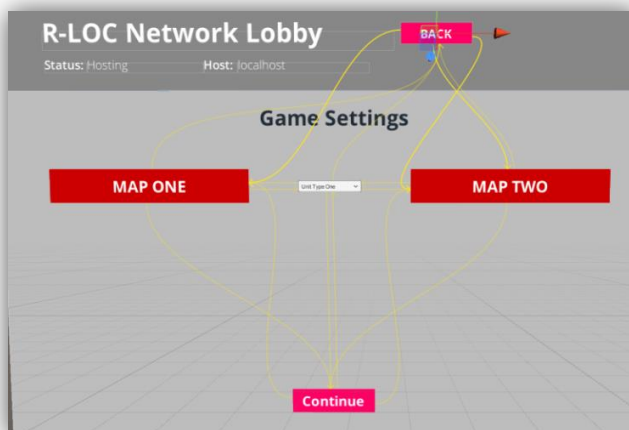 R-LOC Network Lobby
BACK
Status: Hosting Host: localhost
Game Settings
MAP ONE
Unit Type One
MAP TWO
Continue